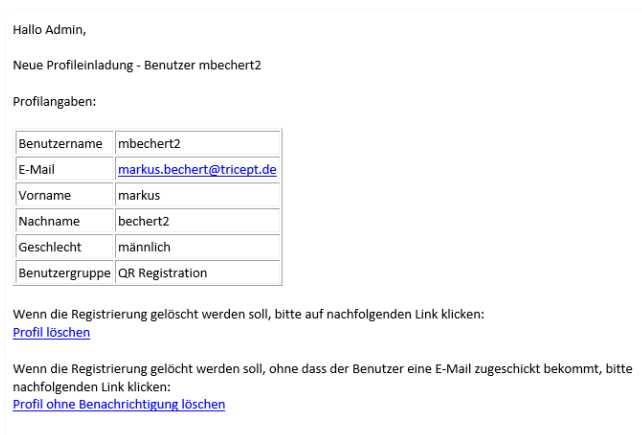 Hallo Admin,
Neue Profileinladung - Benutzer mbechert2
Profilangaben:
Benutzername mbechert2
E-Mail markus.bechert@tricept.de
Vorname markus
Nachname bechert2
Geschlecht männlich
Benutzergruppe QR Registration
Wenn die Registrierung gelöscht werden soll, bitte auf nachfolgenden Link klicken:
Profil löschen
Wenn die Registrierung gelöcht werden soll, ohne dass der Benutzer eine E-Mail zugeschickt bekommt, bitte
nachfolgenden Link klicken:
Profil ohne Benachrichtigung löschen